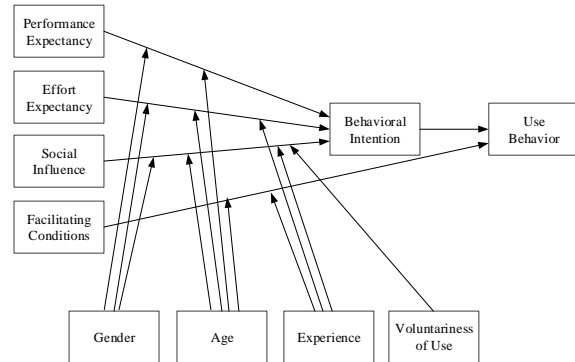 Performance
Expectancy
Effort
Expectancy
Social
Influence
Facilitating
Conditions
Behavioral
Intention
Use
Behavior
Gender
Age
Experience
Voluntariness
of Use